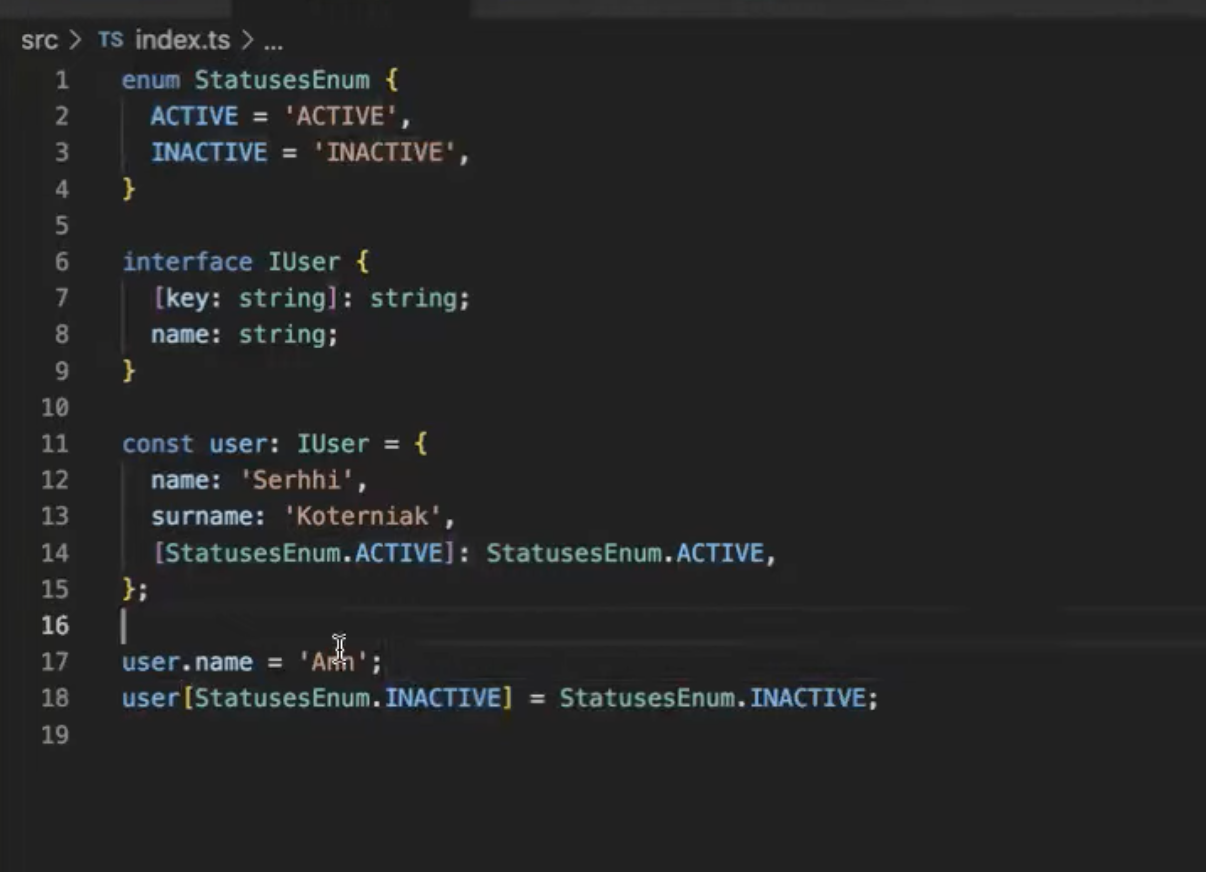 src > TS index.ts > ...
1 enum StatusesEnum {
2   ACTIVE = 'ACTIVE',
3   INACTIVE = 'INACTIVE',
4 }
5
6 interface IUser {
7   [key: string]: string;
8   name: string;
9 }
10
11 const user: IUser = {
12   name: 'Serhhi',
13   surname: 'Koterniak',
14   [StatusesEnum.ACTIVE]: StatusesEnum.ACTIVE,
15 };
16
17 user.name = 'Ann';
18 user[StatusesEnum.INACTIVE] = StatusesEnum.INACTIVE;
19